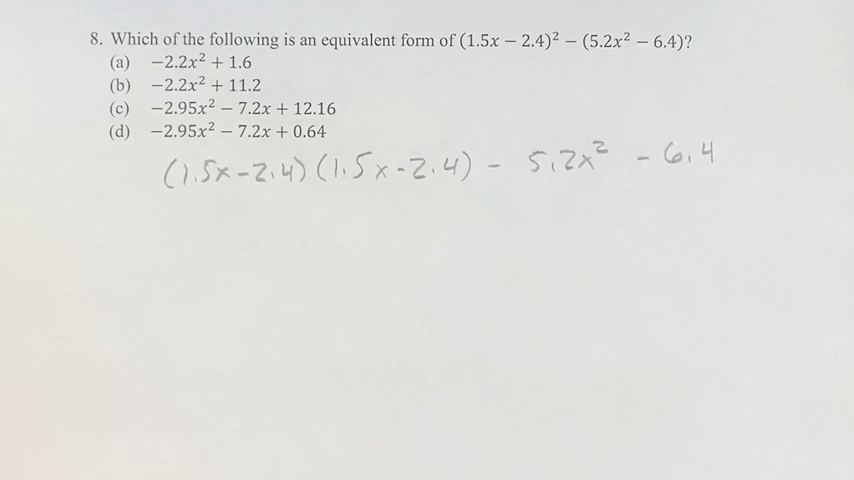 8. Which of the following is an equivalent form of (1.5x − 2.4)² − (5.2x² − 6.4)?
(a) −2.2x² + 1.6
(b) −2.2x² + 11.2
(c) −2.95x² − 7.2x + 12.16
(d) −2.95x² − 7.2x + 0.64
(1.5x-2.4)(1.5x-2.4) - 5.2x² - 6.4